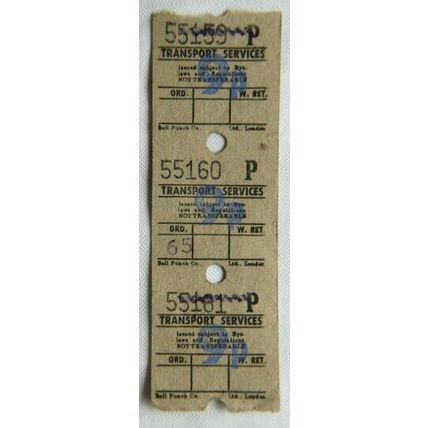 55159 P
TRANSPORT SERVICES
Issued subject to Bye-
laws and Regulations
NOT TRANSFERABLE
9D
ORD. W. RET.
Bell Punch Co. Ltd., London
55160 P
TRANSPORT SERVICES
Issued subject to Bye-
laws and Regulations
NOT TRANSFERABLE
9D
ORD. W. RET.
65
Bell Punch Co., Ltd., London
55161 P
TRANSPORT SERVICES
Issued subject to Bye-
laws and Regulations
NOT TRANSFERABLE
9D
ORD. W. RET.
Bell Punch Co. Ltd., London